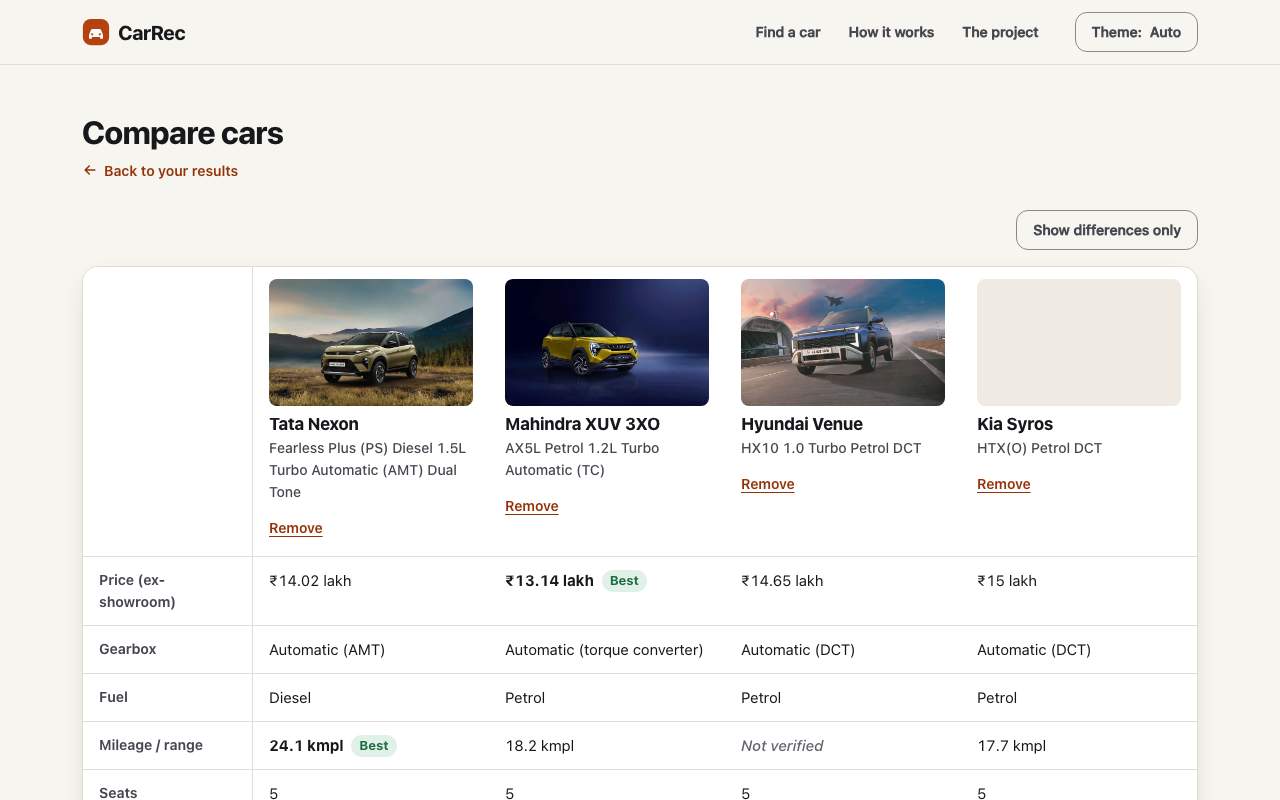 CarRec
Find a car
How it works
The project
Theme: Auto
Compare cars
← Back to your results
Show differences only
Tata Nexon
Fearless Plus (PS) Diesel 1.5L
Turbo Automatic (AMT) Dual
Tone
Remove
Mahindra XUV 3XO
AX5L Petrol 1.2L Turbo
Automatic (TC)
Remove
Hyundai Venue
HX10 1.0 Turbo Petrol DCT
Remove
Kia Syros
HTX(O) Petrol DCT
Remove
Price (ex-
showroom)
₹14.02 lakh
₹13.14 lakh Best
₹14.65 lakh
₹15 lakh
Gearbox
Automatic (AMT)
Automatic (torque converter)
Automatic (DCT)
Automatic (DCT)
Fuel
Diesel
Petrol
Petrol
Petrol
Mileage / range
24.1 kmpl Best
18.2 kmpl
Not verified
17.7 kmpl
Seats
5
5
5
5